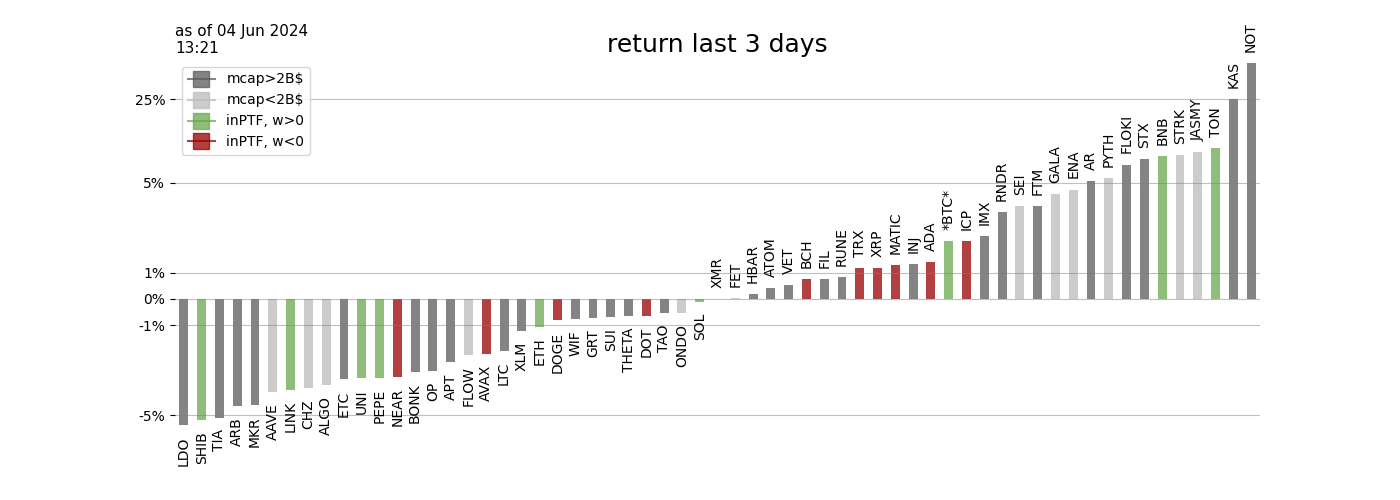 as of 04 Jun 2024
13:21
return last 3 days
mcap>2B$
mcap<2B$
inPTF, w>0
inPTF, w<0
25%
5%
1%
0%
-1%
-5%
LDO
SHIB
TIA
ARB
MKR
AAVE
LINK
CHZ
ALGO
ETC
UNI
PEPE
NEAR
BONK
OP
APT
FLOW
AVAX
LTC
XLM
ETH
DOGE
WIF
GRT
SUI
THETA
DOT
TAO
ONDO
SOL
XMR
FET
HBAR
ATOM
VET
BCH
FIL
RUNE
TRX
XRP
MATIC
INJ
ADA
*BTC*
ICP
IMX
RNDR
SEI
FTM
GALA
ENA
AR
PYTH
FLOKI
STX
BNB
STRK
JASMY
TON
KAS
NOT